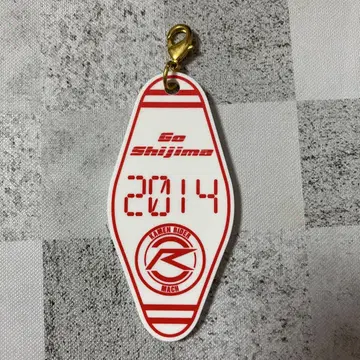 Go
Shijima
2014
KAMEN RIDER
MACH